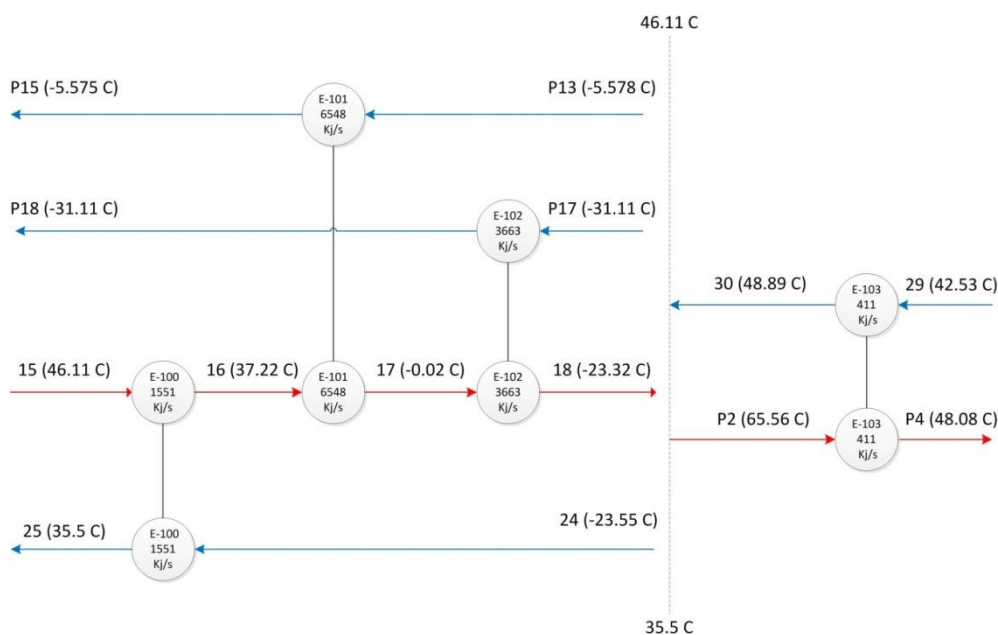 46.11 C
P15 (-5.575 C)
E-101
6548
Kj/s
P13 (-5.578 C)
P18 (-31.11 C)
E-102
3663
Kj/s
P17 (-31.11 C)
30 (48.89 C)
E-103
411
Kj/s
29 (42.53 C)
15 (46.11 C)
E-100
1551
Kj/s
16 (37.22 C)
E-101
6548
Kj/s
17 (-0.02 C)
E-102
3663
Kj/s
18 (-23.32 C)
P2 (65.56 C)
E-103
411
Kj/s
P4 (48.08 C)
25 (35.5 C)
E-100
1551
Kj/s
24 (-23.55 C)
35.5 C